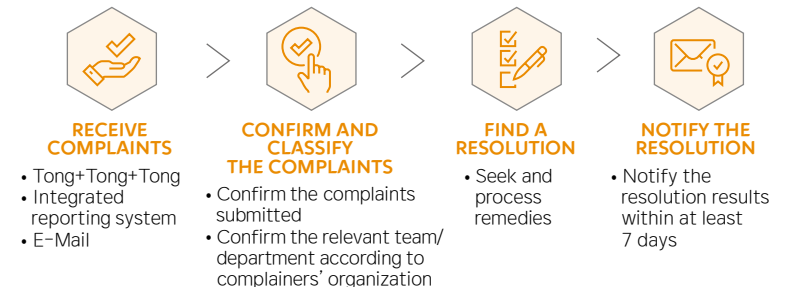 RECEIVE
COMPLAINTS
• Tong+Tong+Tong
• Integrated
reporting system
• E-Mail
CONFIRM AND
CLASSIFY
THE COMPLAINTS
• Confirm the complaints
submitted
• Confirm the relevant team/
department according to
complainers' organization
FIND A
RESOLUTION
• Seek and
process
remedies
NOTIFY THE
RESOLUTION
• Notify the
resolution results
within at least
7 days